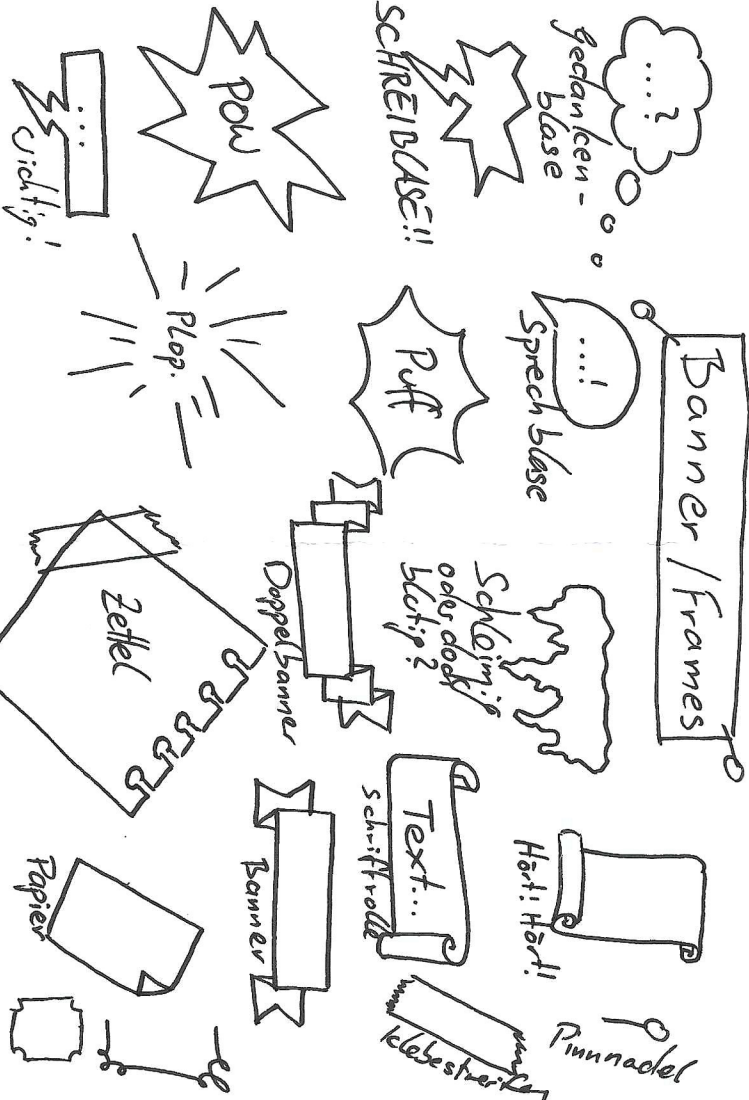 Banner / Frames
....?
gedanken-
blase
....!
Sprechblase
Schleimig
oder doch
blutig?
Hört! Hört!!
Pinnnadel
SCHREIBLASE!!
Puff
Text...
Schriftrolle
Klebestreifen
POW
Doppelbanner
Banner
...
wichtig!
Plop.
Zettel
Papier